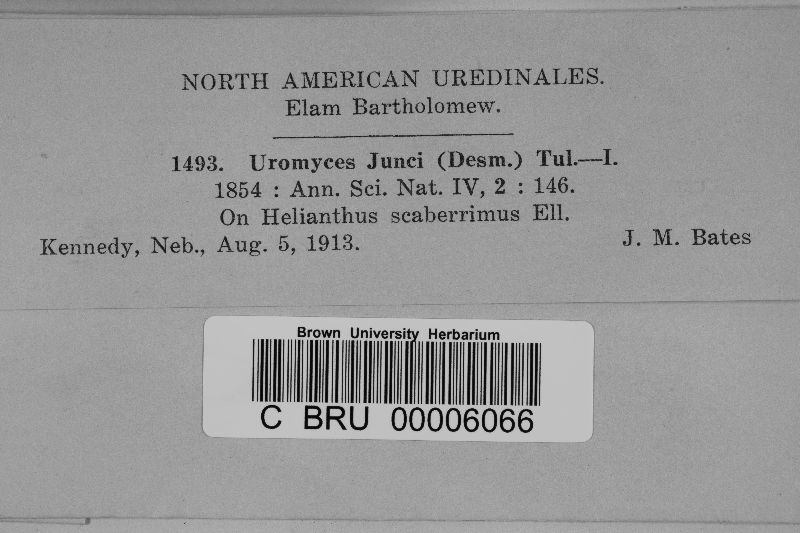 NORTH AMERICAN UREDINALES.
Elam Bartholomew.
1493. Uromyces Junci (Desm.) Tul.—I.
1854 : Ann. Sci. Nat. IV, 2 : 146.
On Helianthus scaberrimus Ell.
Kennedy, Neb., Aug. 5, 1913. J. M. Bates
Brown University Herbarium
C BRU 00006066